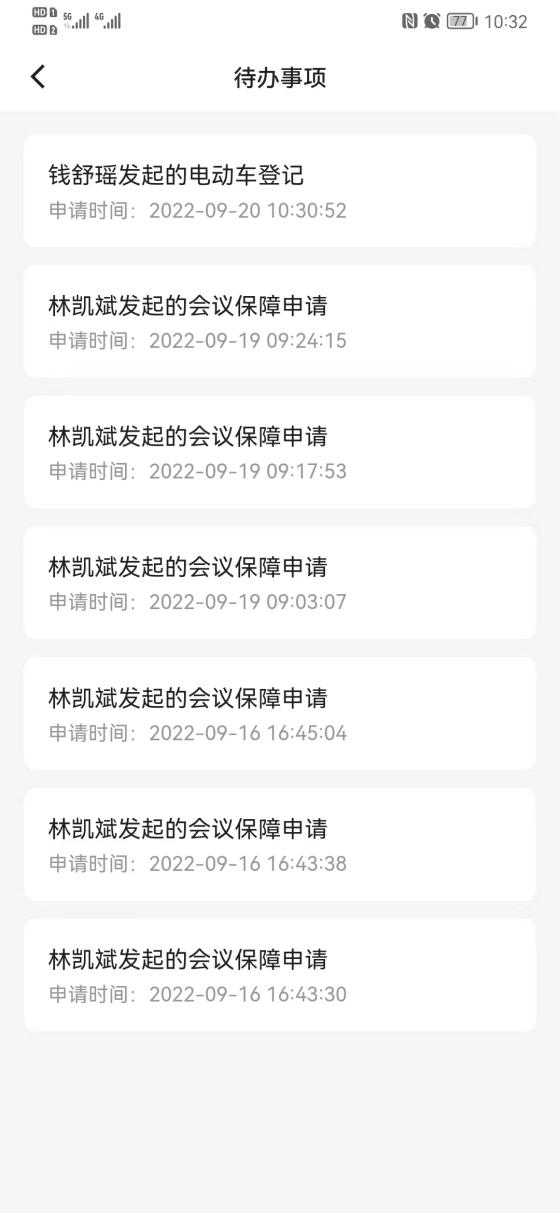 HD 1 5G 4G 77 10:32
HD 2
待办事项
钱舒瑶发起的电动车登记
申请时间：2022-09-20 10:30:52
林凯斌发起的会议保障申请
申请时间：2022-09-19 09:24:15
林凯斌发起的会议保障申请
申请时间：2022-09-19 09:17:53
林凯斌发起的会议保障申请
申请时间：2022-09-19 09:03:07
林凯斌发起的会议保障申请
申请时间：2022-09-16 16:45:04
林凯斌发起的会议保障申请
申请时间：2022-09-16 16:43:38
林凯斌发起的会议保障申请
申请时间：2022-09-16 16:43:30